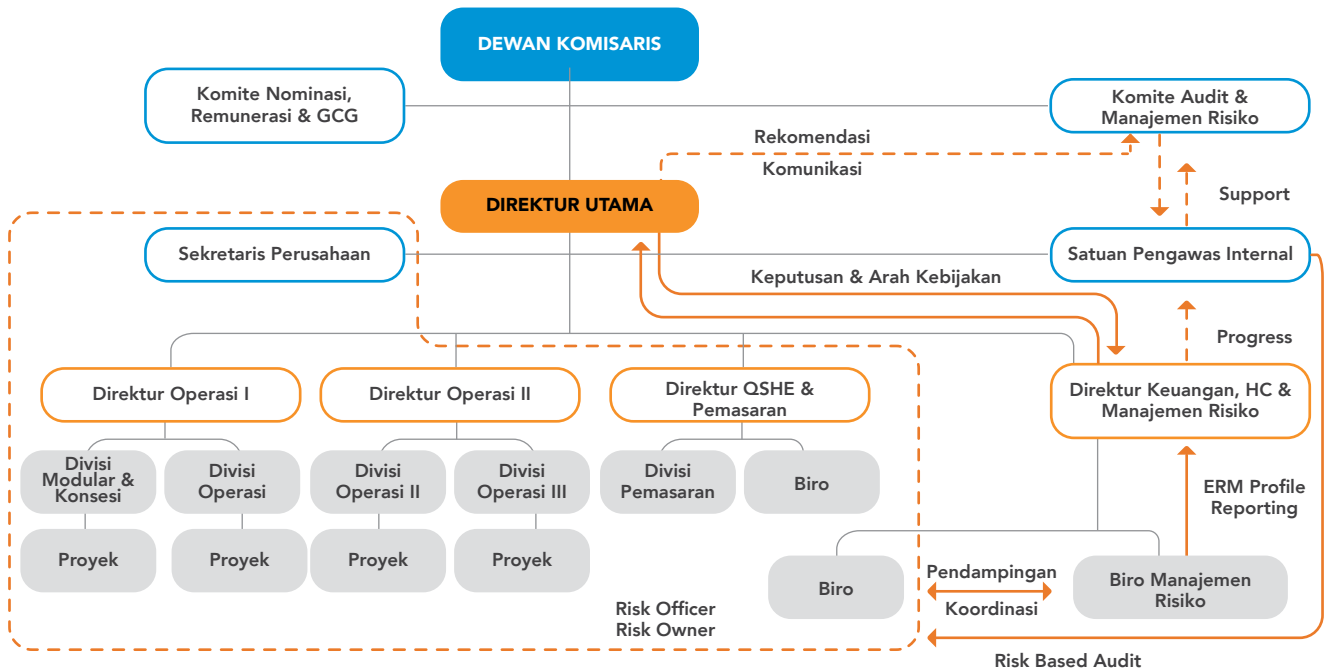 DEWAN KOMISARIS
Komite Nominasi,
Remunerasi & GCG
Komite Audit &
Manajemen Risiko
Rekomendasi
Komunikasi
DIREKTUR UTAMA
Support
Sekretaris Perusahaan
Satuan Pengawas Internal
Keputusan & Arah Kebijakan
Progress
Direktur Operasi I
Direktur Operasi II
Direktur QSHE &
Pemasaran
Direktur Keuangan, HC &
Manajemen Risiko
Divisi
Modular &
Konsesi
Divisi
Operasi
Divisi
Operasi II
Divisi
Operasi III
Divisi
Pemasaran
Biro
ERM Profile
Reporting
Proyek
Proyek
Proyek
Proyek
Biro
Pendampingan
Koordinasi
Biro Manajemen
Risiko
Risk Officer
Risk Owner
Risk Based Audit